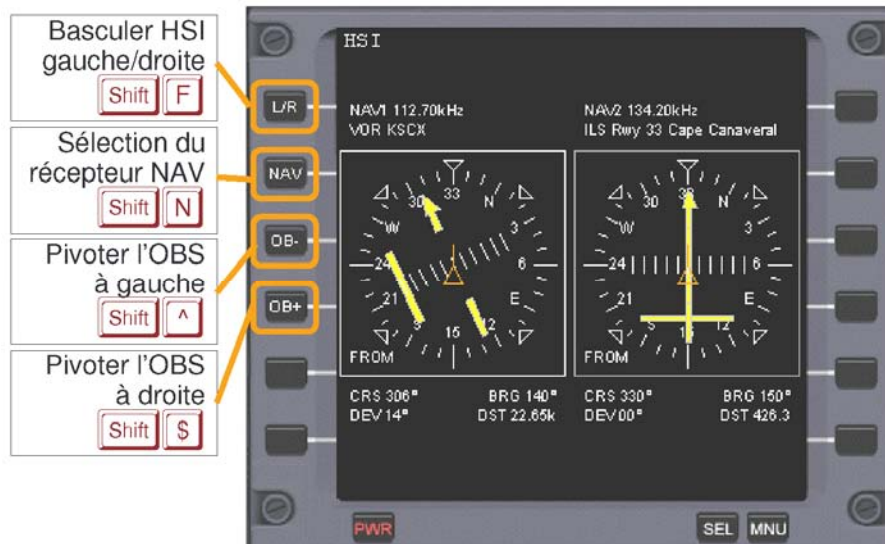 Basculer HSI
gauche/droite
Shift F
Sélection du
récepteur NAV
Shift N
Pivoter l'OBS
à gauche
Shift ^
Pivoter l'OBS
à droite
Shift $
L/R
NAV
OB-
OB+
HSI
NAV1 112.70kHz
VOR KSCX
NAV2 134.20kHz
ILS Rwy 33 Cape Canaveral
30 33 N
W 3
24 6
21 E
S 15 12
FROM
30 33 N
W 3
24 6
21 E
S 15 12
FROM
CRS 306° BRG 140°
DEV 14° DST 22.65k
CRS 330° BRG 150°
DEV 00° DST 426.3
PWR
SEL MNU